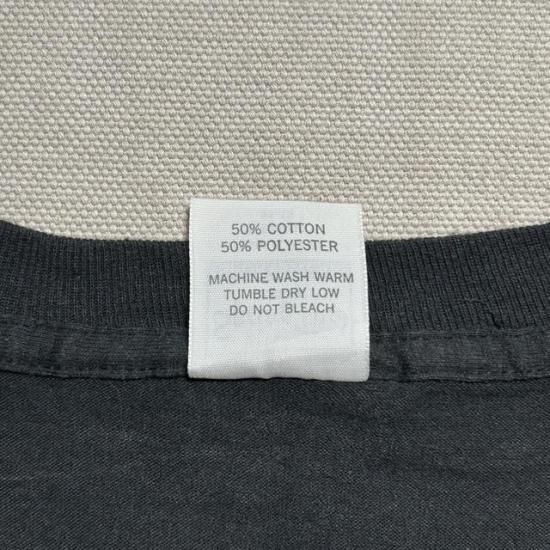 50% COTTON
50% POLYESTER
MACHINE WASH WARM
TUMBLE DRY LOW
DO NOT BLEACH